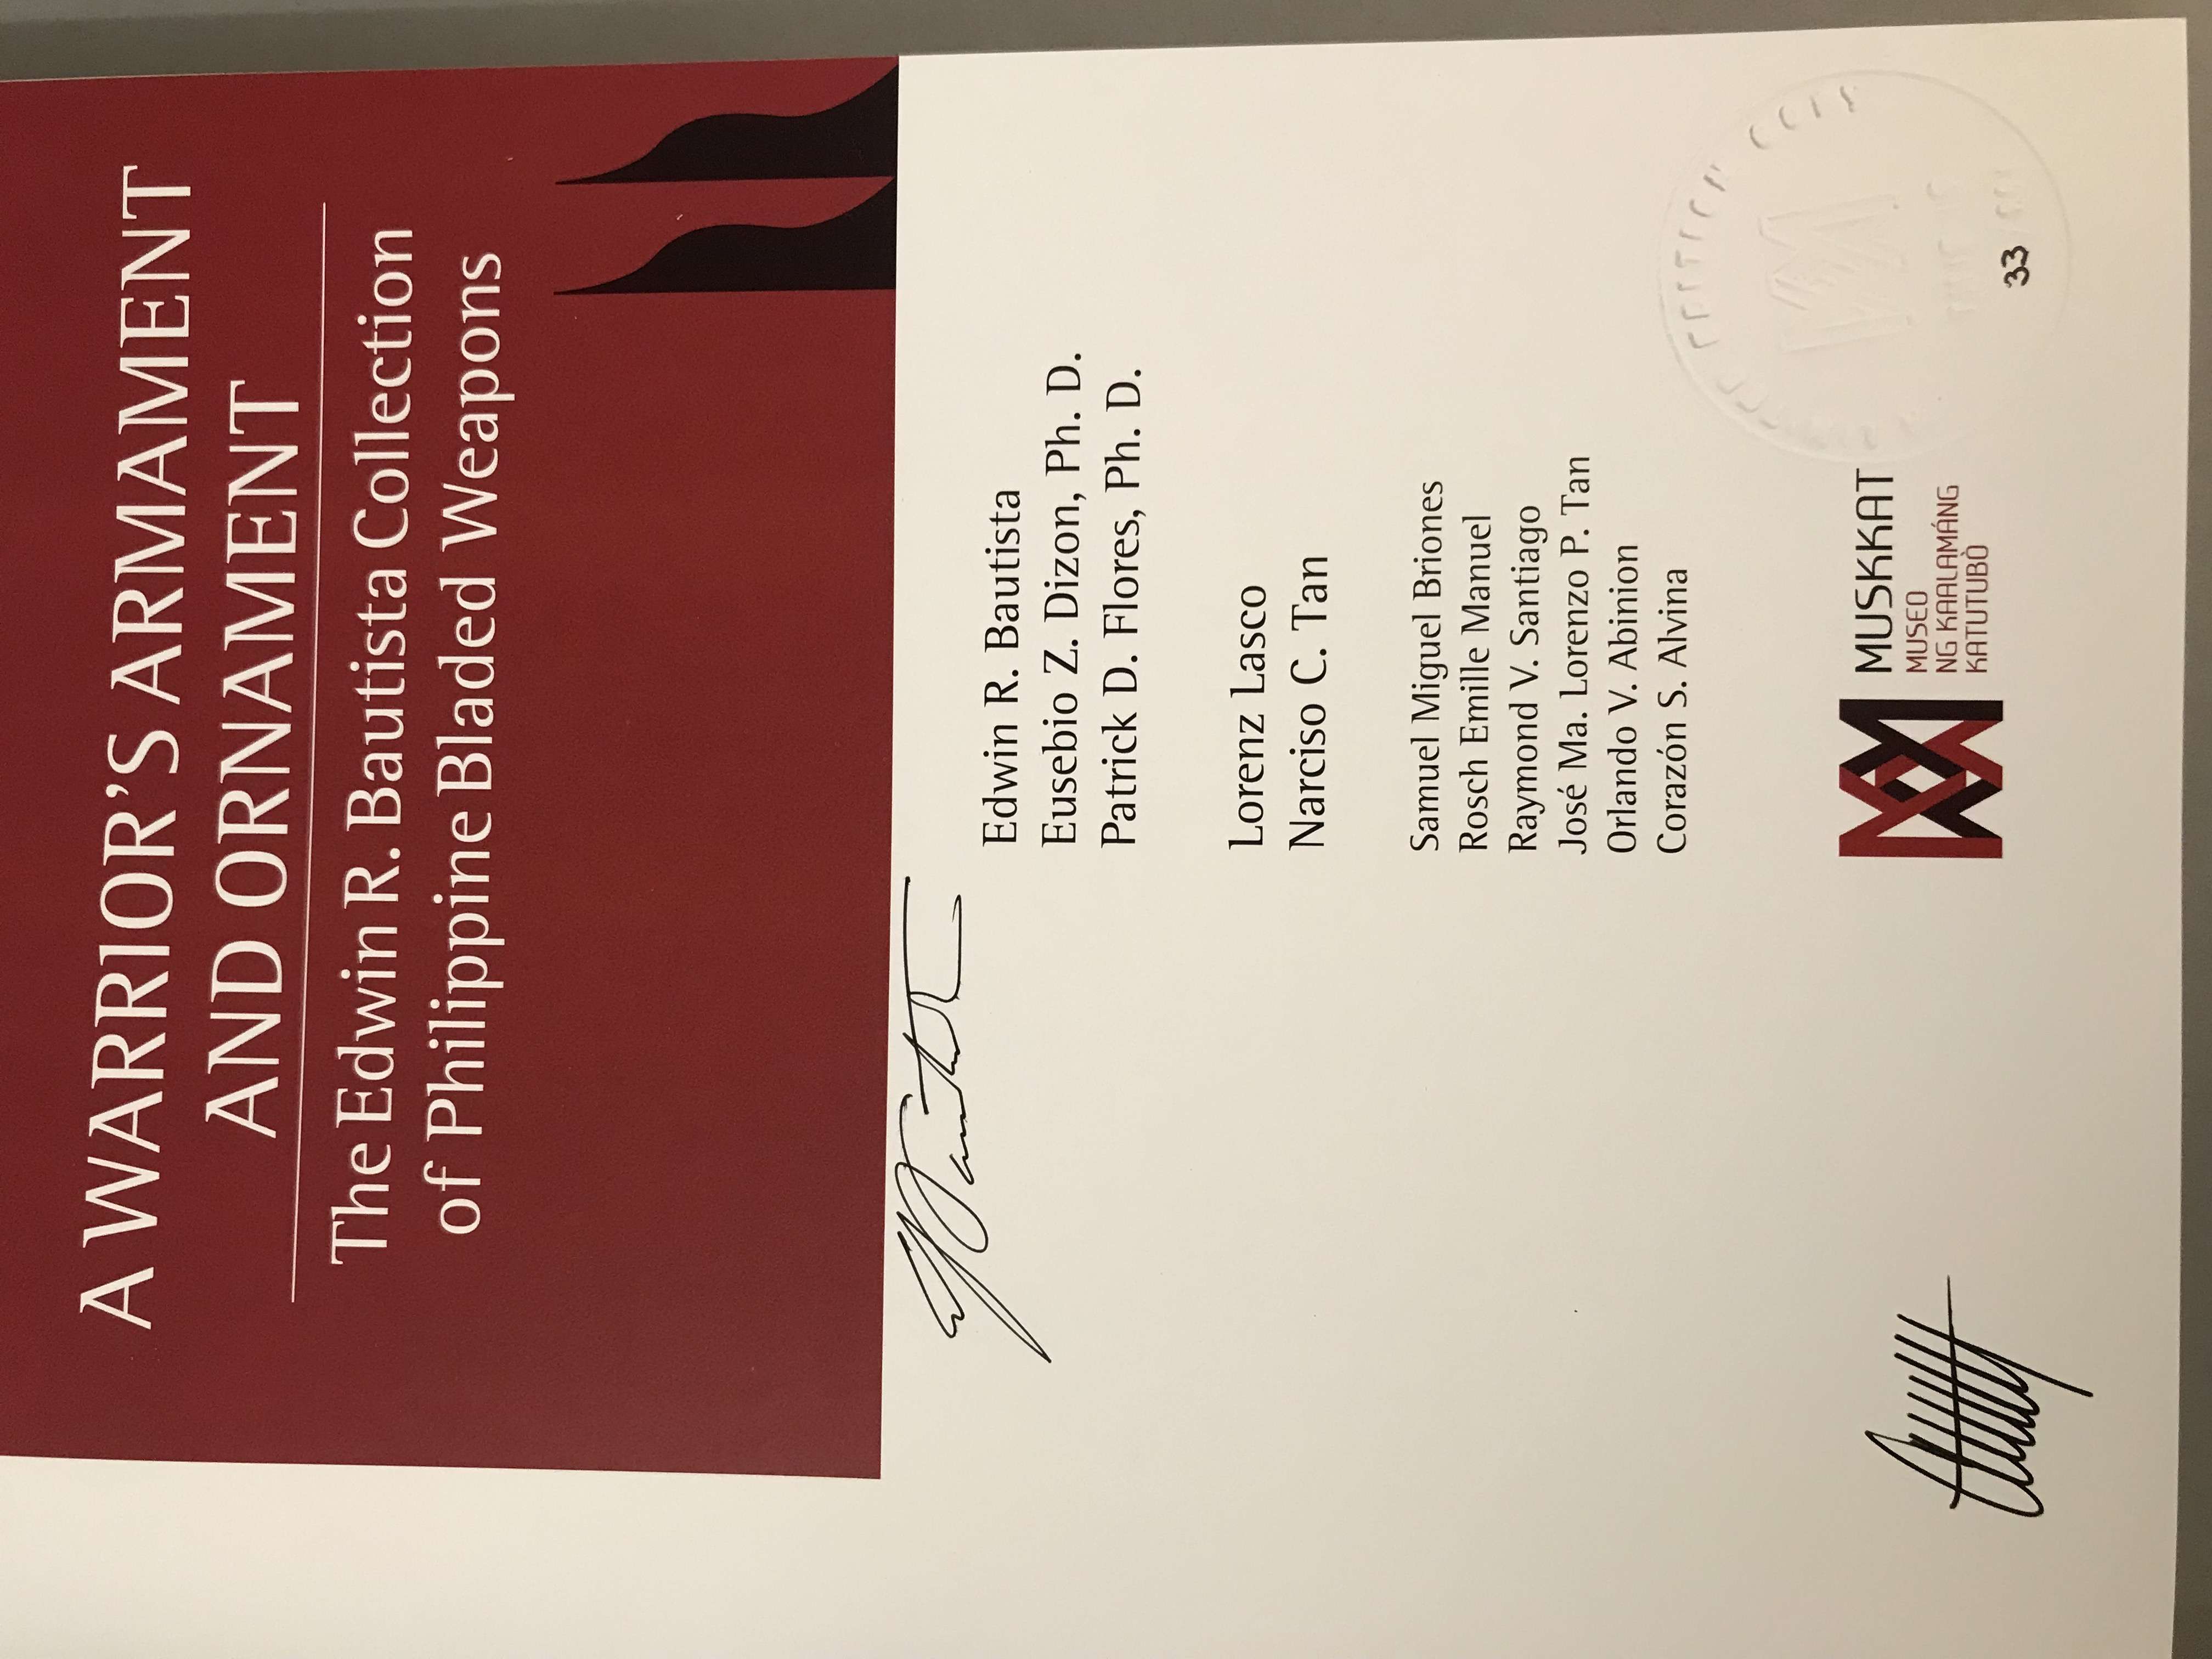 A WARRIOR'S ARMAMENT
AND ORNAMENT
The Edwin R. Bautista Collection
of Philippine Bladed Weapons
Edwin R. Bautista
Eusebio Z. Dizon, Ph. D.
Patrick D. Flores, Ph. D.
Lorenz Lasco
Narciso C. Tan
Samuel Miguel Briones
Rosch Emille Manuel
Raymond V. Santiago
José Ma. Lorenzo P. Tan
Orlando V. Abinion
Corazón S. Alvina
MUSKKAT
MUSEO
NG KAALAMÁNG
KATUTUBÒ
33